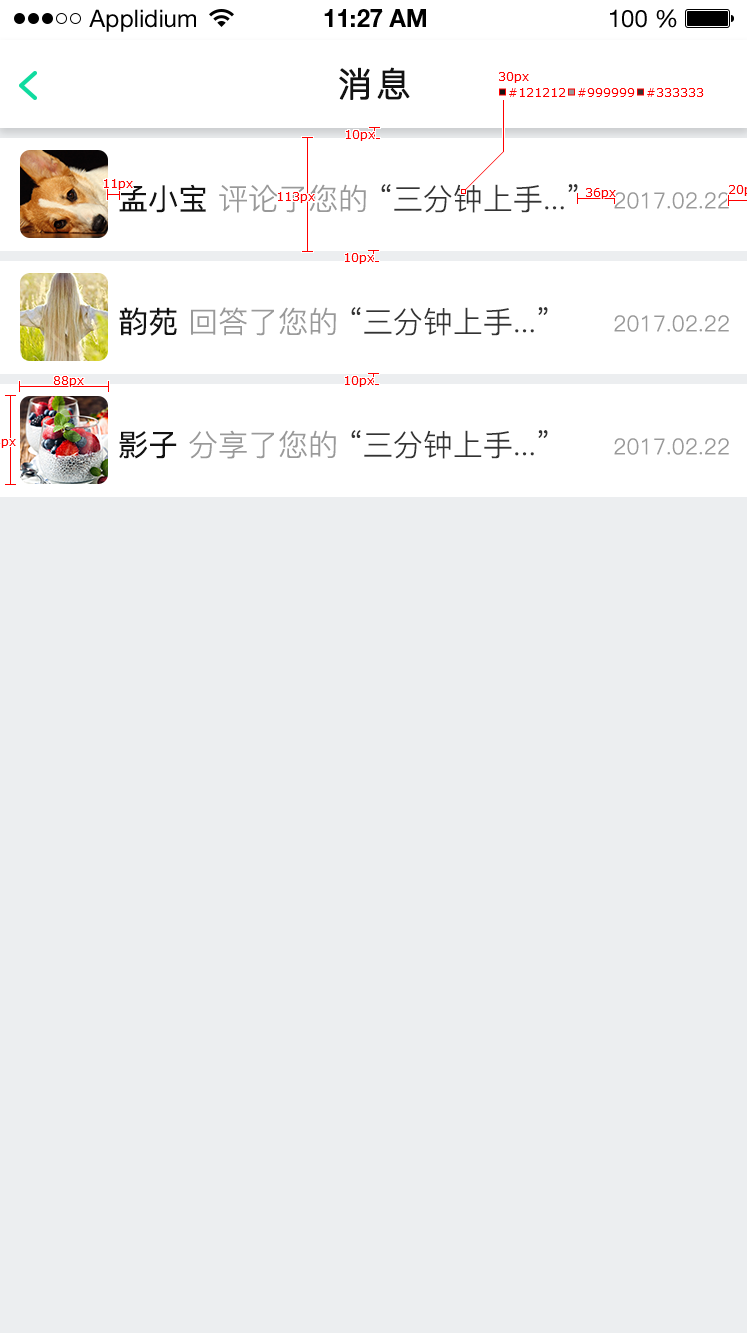 Applidium 11:27 AM 100 %
消息
30px
#121212 #999999 #333333
10px
11px 孟小宝 评论了您的 “三分钟上手...” 113px 36px 2017.02.22
10px
韵苑 回答了您的 “三分钟上手...” 2017.02.22
88px 10px
px 影子 分享了您的 “三分钟上手...” 2017.02.22